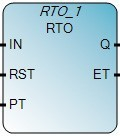 RTO_1
RTO
IN Q
RST ET
PT